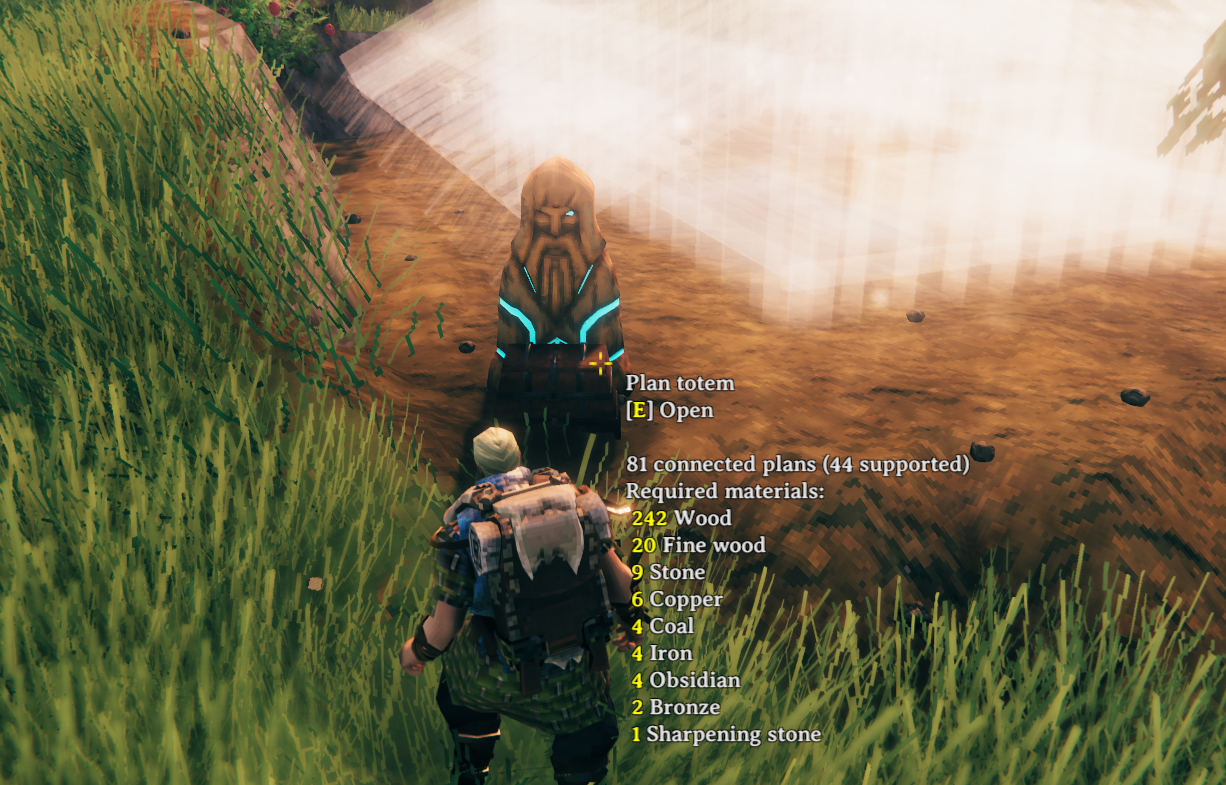 Plan totem
[E] Open
81 connected plans (44 supported)
Required materials:
242 Wood
20 Fine wood
9 Stone
6 Copper
4 Coal
4 Iron
4 Obsidian
2 Bronze
1 Sharpening stone